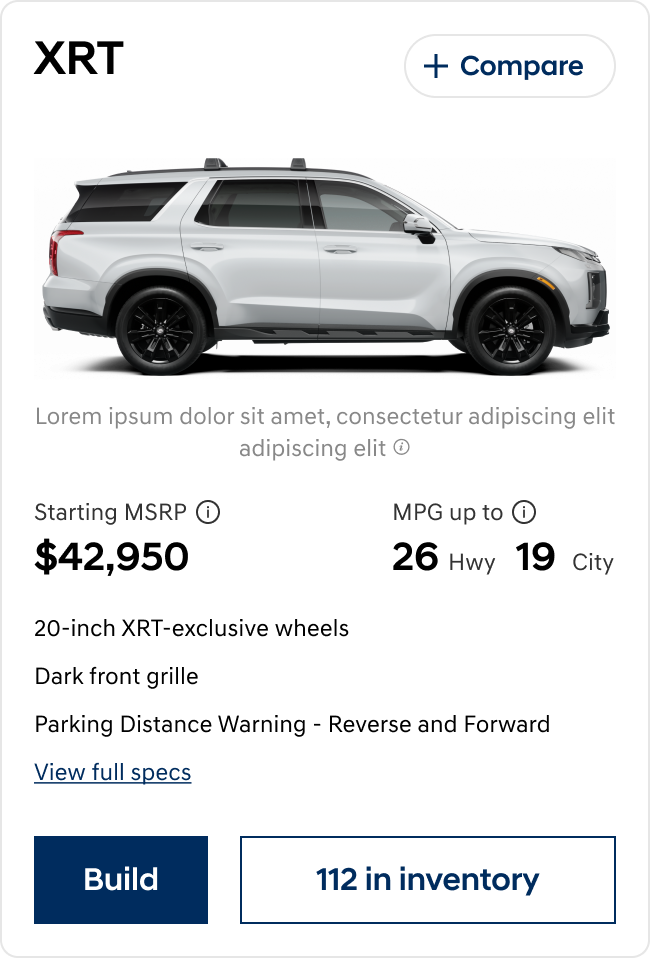 XRT
+ Compare
Lorem ipsum dolor sit amet, consectetur adipiscing elit
adipiscing elit
Starting MSRP
MPG up to
$42,950
26 Hwy 19 City
20-inch XRT-exclusive wheels
Dark front grille
Parking Distance Warning - Reverse and Forward
View full specs
Build
112 in inventory